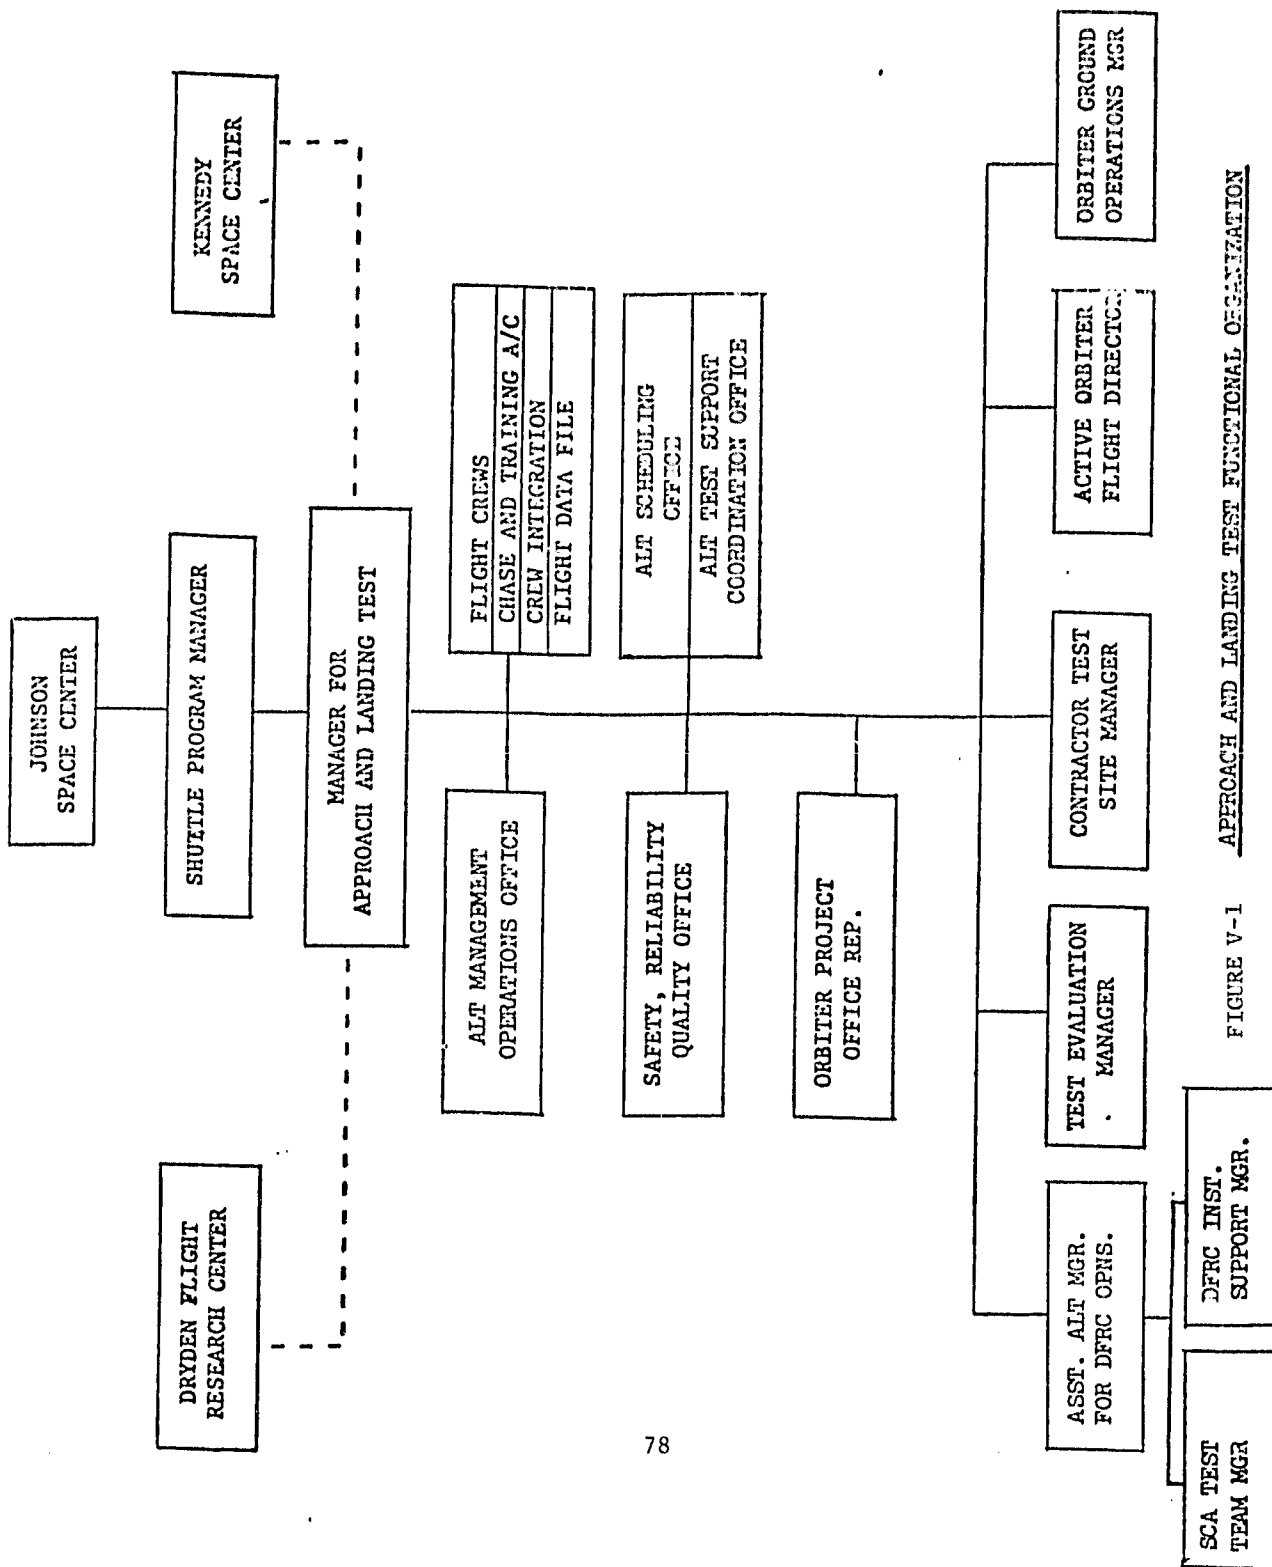 JOHNSON
SPACE CENTER
KENNEDY
SPACE CENTER
DRYDEN FLIGHT
RESEARCH CENTER
SHUTTLE PROGRAM MANAGER
MANAGER FOR
APPROACH AND LANDING TEST
ALT MANAGEMENT
OPERATIONS OFFICE
FLIGHT CREWS
CHASE AND TRAINING A/C
CREW INTEGRATION
FLIGHT DATA FILE
SAFETY, RELIABILITY
QUALITY OFFICE
ALT SCHEDULING
OFFICE
ALT TEST SUPPORT
COORDINATION OFFICE
ORBITER PROJECT
OFFICE REP.
ASST. ALT MGR.
FOR DFRC OPNS.
TEST EVALUATION
MANAGER
CONTRACTOR TEST
SITE MANAGER
ACTIVE ORBITER
FLIGHT DIRECTOR
ORBITER GROUND
OPERATIONS MGR
SCA TEST
TEAM MGR
DFRC INST.
SUPPORT MGR.
FIGURE V-1 APPROACH AND LANDING TEST FUNCTIONAL ORGANIZATION
78